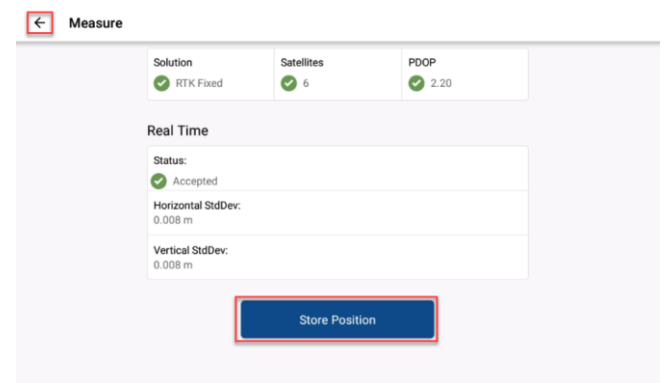 Measure
Solution Satellites PDOP
RTK Fixed 6 2.20
Real Time
Status:
Accepted
Horizontal StdDev:
0.008 m
Vertical StdDev:
0.008 m
Store Position